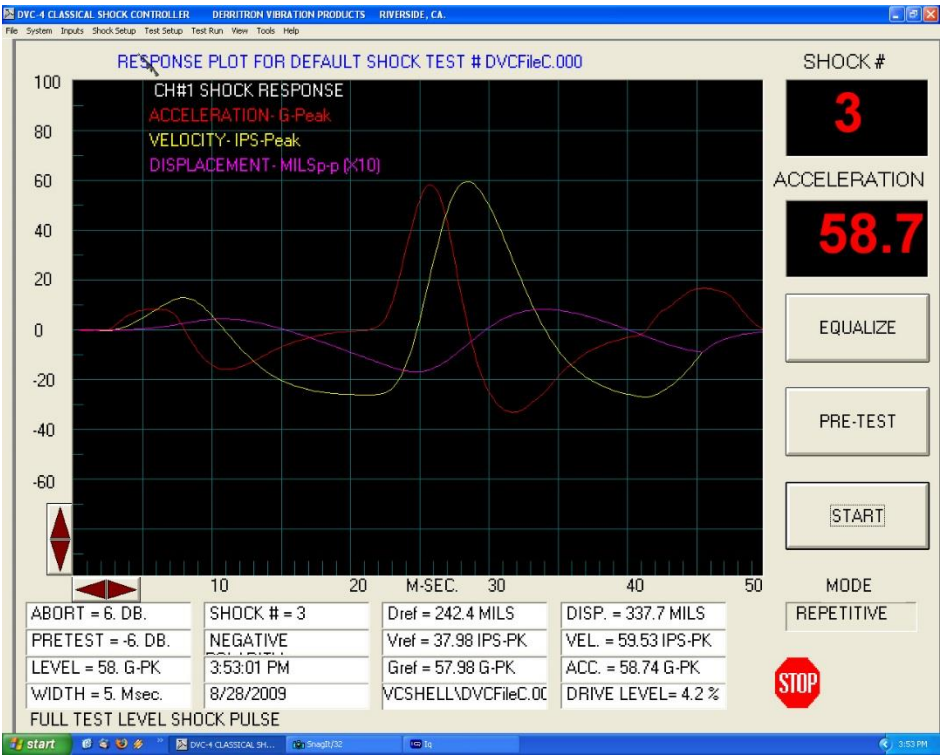 DVC-4 CLASSICAL SHOCK CONTROLLER DERRITRON VIBRATION PRODUCTS RIVERSIDE , CA.
File System Inputs Shock Setup Test Setup Test Run View Tools Help
RESPONSE PLOT FOR DEFAULT SHOCK TEST # DVCFileC.000
SHOCK #
3
ACCELERATION
58.7
EQUALIZE
PRE-TEST
START
MODE
REPETITIVE
STOP
CH#1 SHOCK RESPONSE
ACCELERATION- G-Peak
VELOCITY- IPS-Peak
DISPLACEMENT- MILSp-p (X10)
100
80
60
40
20
0
-20
-40
-60
10 20 M-SEC. 30 40 50
ABORT = 6. DB. SHOCK # = 3 Dref = 242.4 MILS DISP. = 337.7 MILS
PRETEST = -6. DB. NEGATIVE Vref = 37.98 IPS-PK VEL. = 59.53 IPS-PK
LEVEL = 58. G-PK 3:53:01 PM Gref = 57.98 G-PK ACC. = 58.74 G-PK
WIDTH = 5. Msec. 8/28/2009 VCSHELL\DVCFileC.00 DRIVE LEVEL= 4.2 %
FULL TEST LEVEL SHOCK PULSE
start DVC-4 CLASSICAL SH... SnagIt/32 Iq 3:53 PM